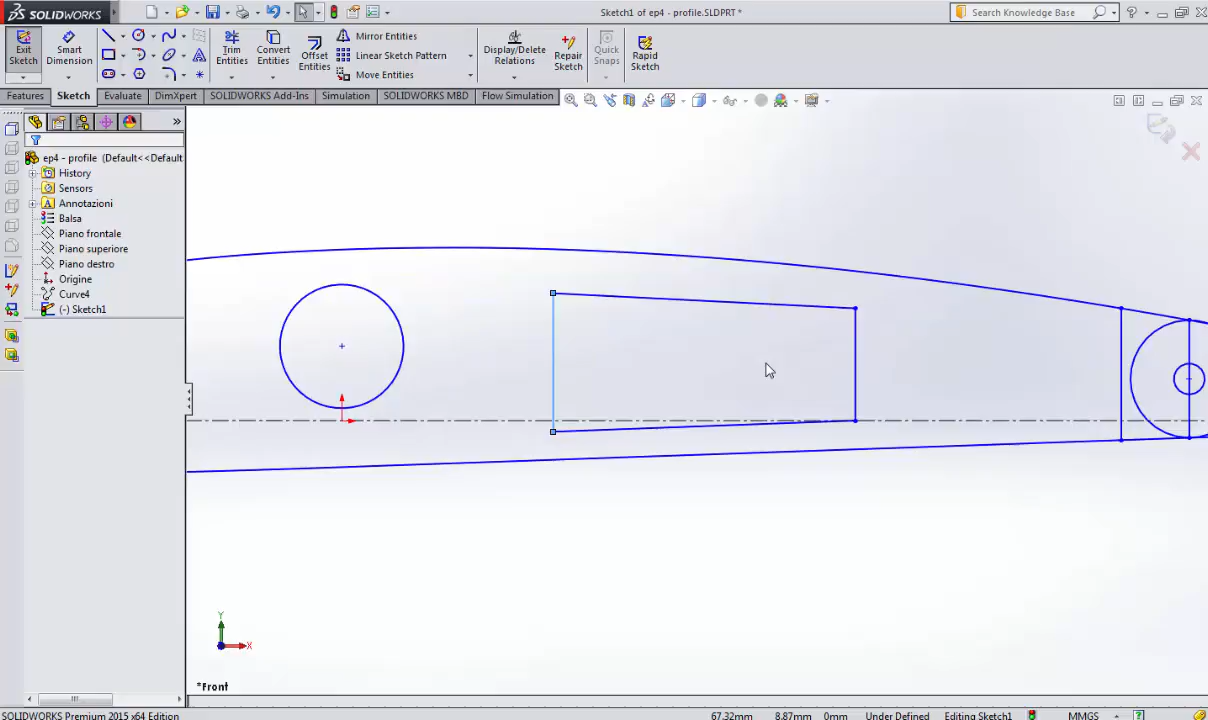 SOLIDWORKS
Sketch1 of ep4 - profile.SLDPRT *
Search Knowledge Base
?
Exit Sketch
Smart Dimension
Trim Entities
Convert Entities
Offset Entities
Mirror Entities
Linear Sketch Pattern
Move Entities
Display/Delete Relations
Repair Sketch
Quick Snaps
Rapid Sketch
Features
Sketch
Evaluate
DimXpert
SOLIDWORKS Add-Ins
Simulation
SOLIDWORKS MBD
Flow Simulation
»
ep4 - profile (Default<<Default
History
Sensors
Annotazioni
Balsa
Piano frontale
Piano superiore
Piano destro
Origine
Curve4
(-) Sketch1
Y
X
*Front
SOLIDWORKS Premium 2015 x64 Edition
67.32mm
8.87mm
0mm
Under Defined
Editing Sketch1
MMGS
?